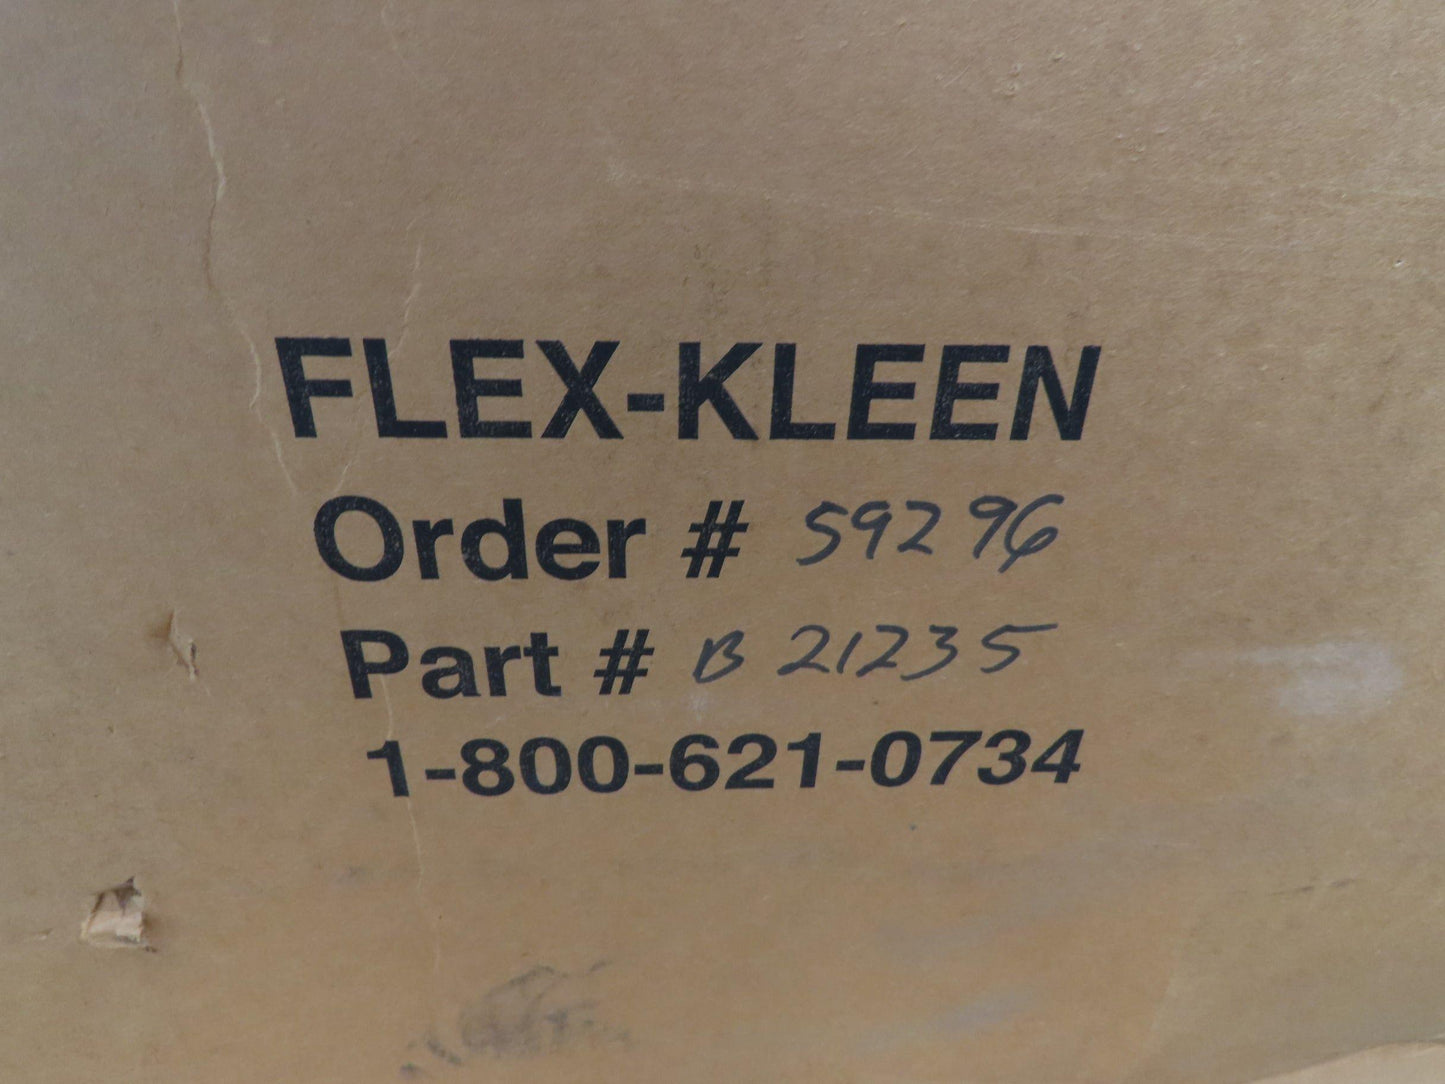 FLEX-KLEEN
Order # 59296
Part # B 21235
1-800-621-0734